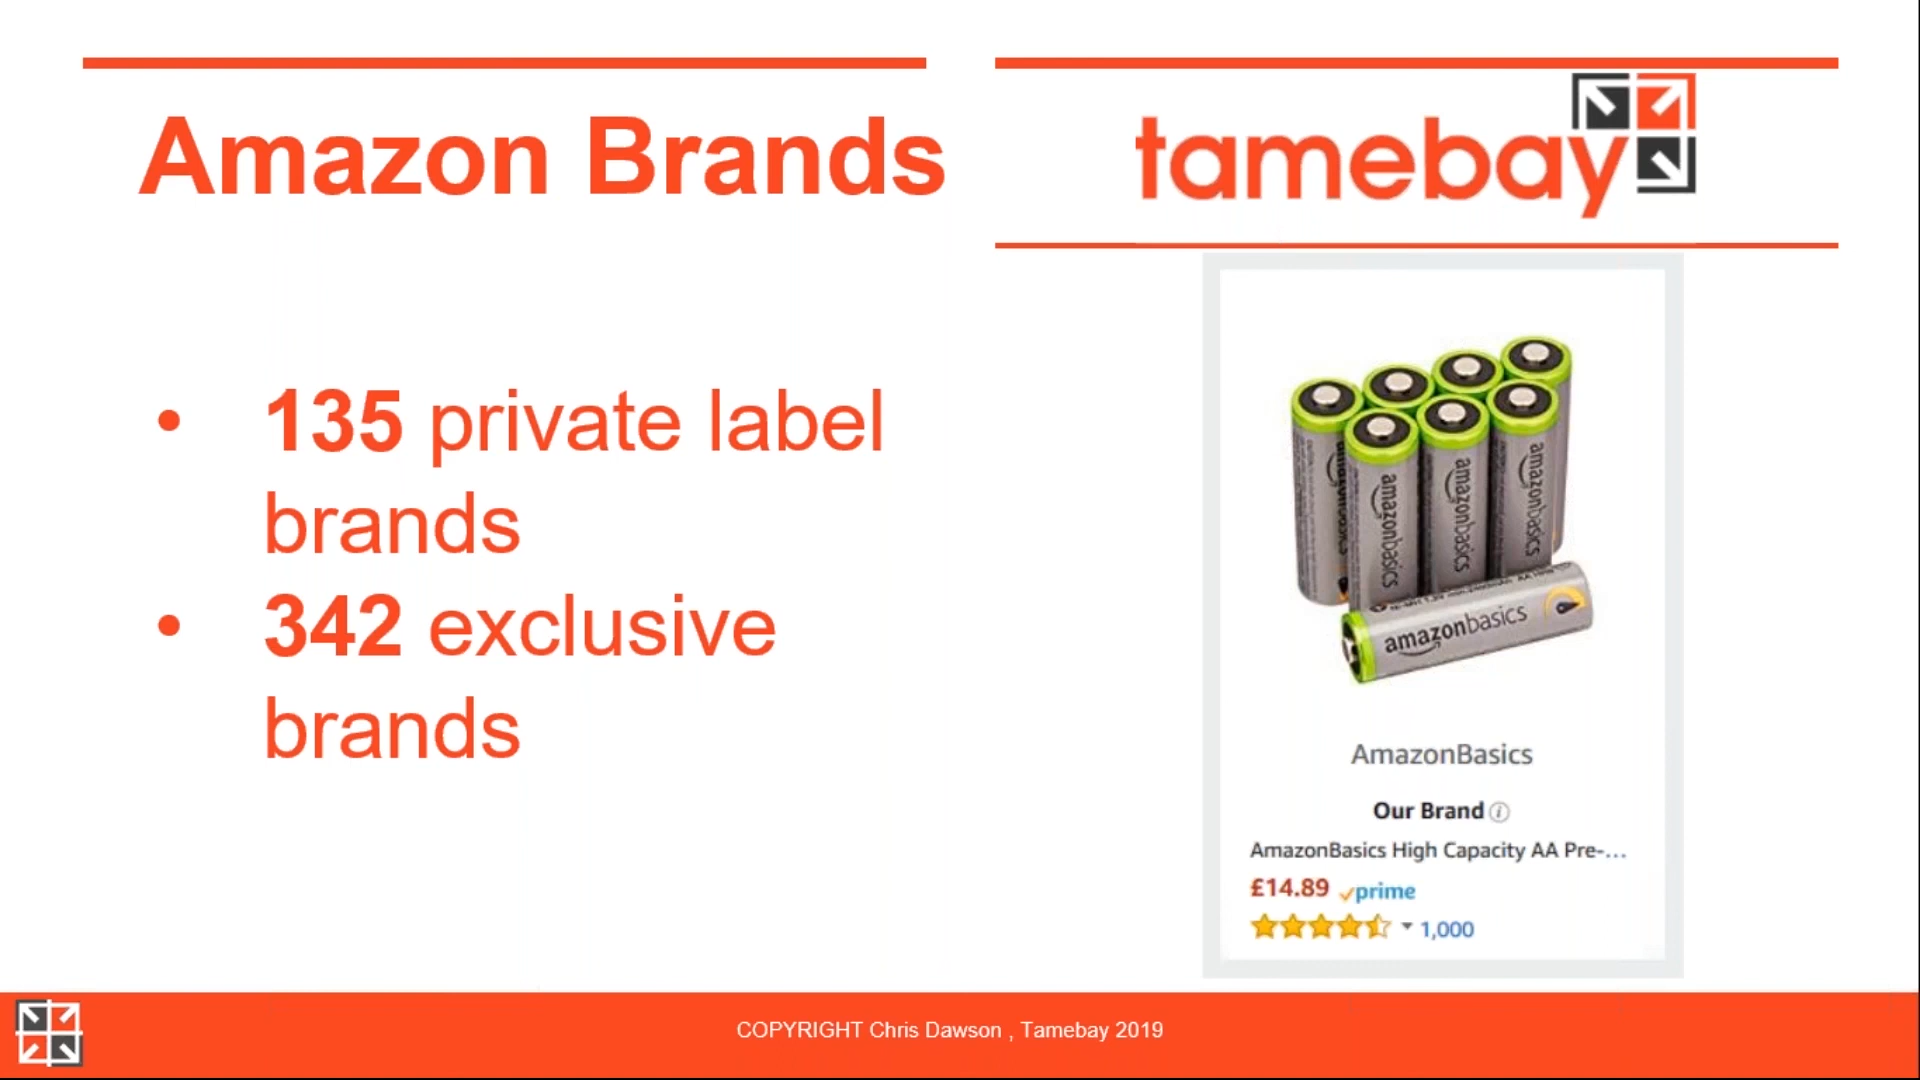 Amazon Brands
tamebay
• 135 private label
brands
• 342 exclusive
brands
amazonbasics
amazonbasics
amazonbasics
amazonbasics
AmazonBasics
Our Brand
AmazonBasics High Capacity AA Pre-...
£14.89 prime
1,000
COPYRIGHT Chris Dawson , Tamebay 2019